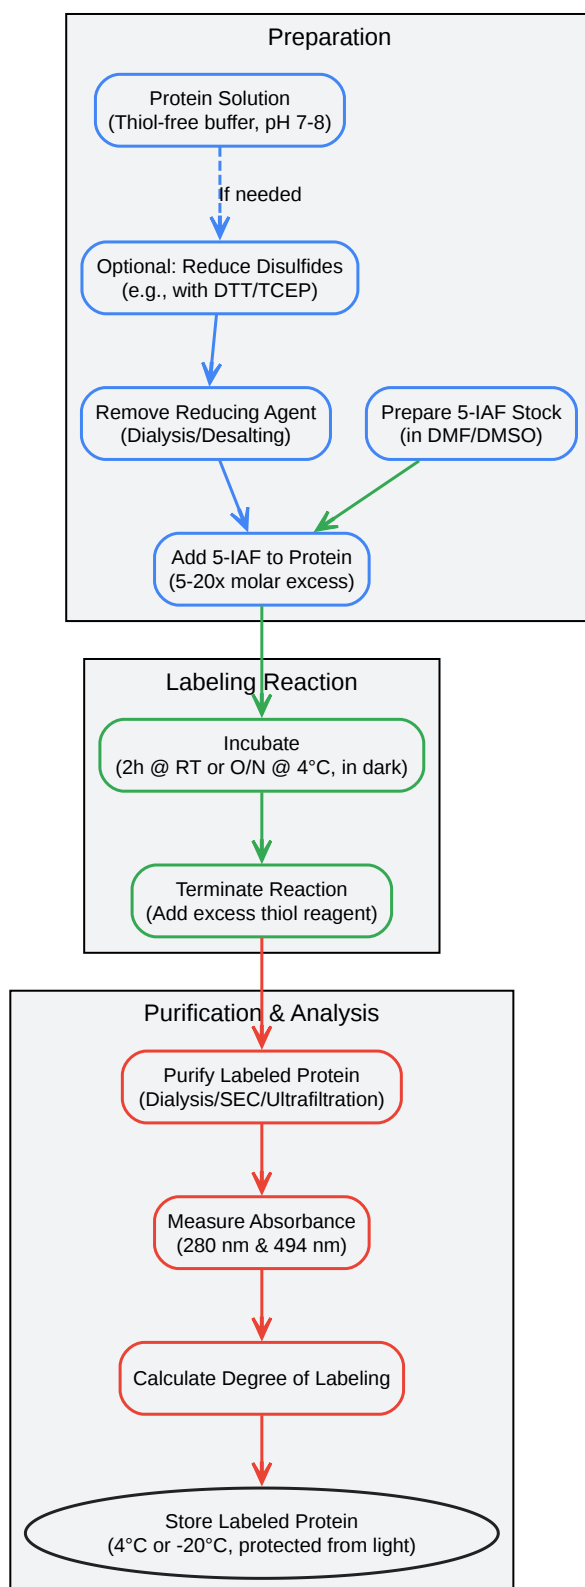 Preparation
Protein Solution
(Thiol-free buffer, pH 7-8)
If needed
Optional: Reduce Disulfides
(e.g., with DTT/TCEP)
Remove Reducing Agent
(Dialysis/Desalting)
Prepare 5-IAF Stock
(in DMF/DMSO)
Add 5-IAF to Protein
(5-20x molar excess)
Labeling Reaction
Incubate
(2h @ RT or O/N @ 4°C, in dark)
Terminate Reaction
(Add excess thiol reagent)
Purification & Analysis
Purify Labeled Protein
(Dialysis/SEC/Ultrafiltration)
Measure Absorbance
(280 nm & 494 nm)
Calculate Degree of Labeling
Store Labeled Protein
(4°C or -20°C, protected from light)